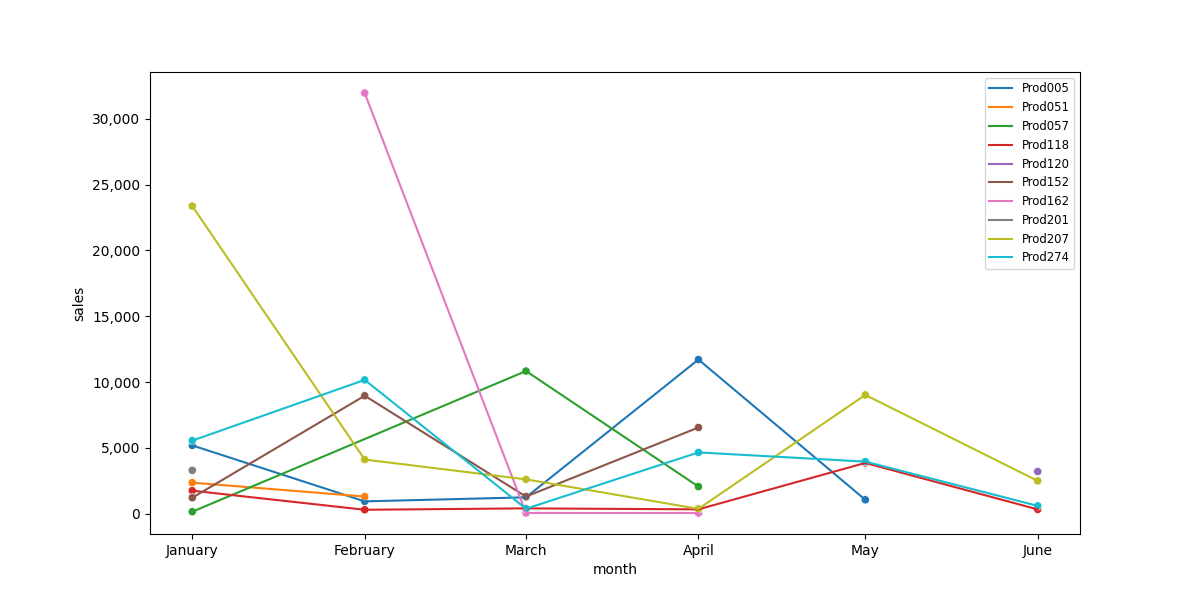 30,000
25,000
20,000
15,000
10,000
5,000
0
sales
January February March April May June
month
Prod005
Prod051
Prod057
Prod118
Prod120
Prod152
Prod162
Prod201
Prod207
Prod274